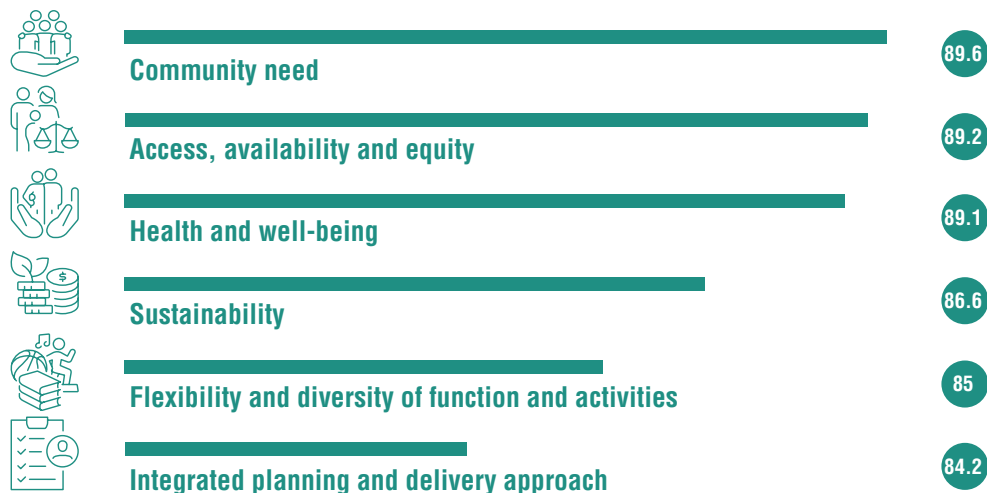 Community need
89.6
Access, availability and equity
89.2
Health and well-being
89.1
$
Sustainability
86.6
$
Flexibility and diversity of function and activities
85
Integrated planning and delivery approach
84.2